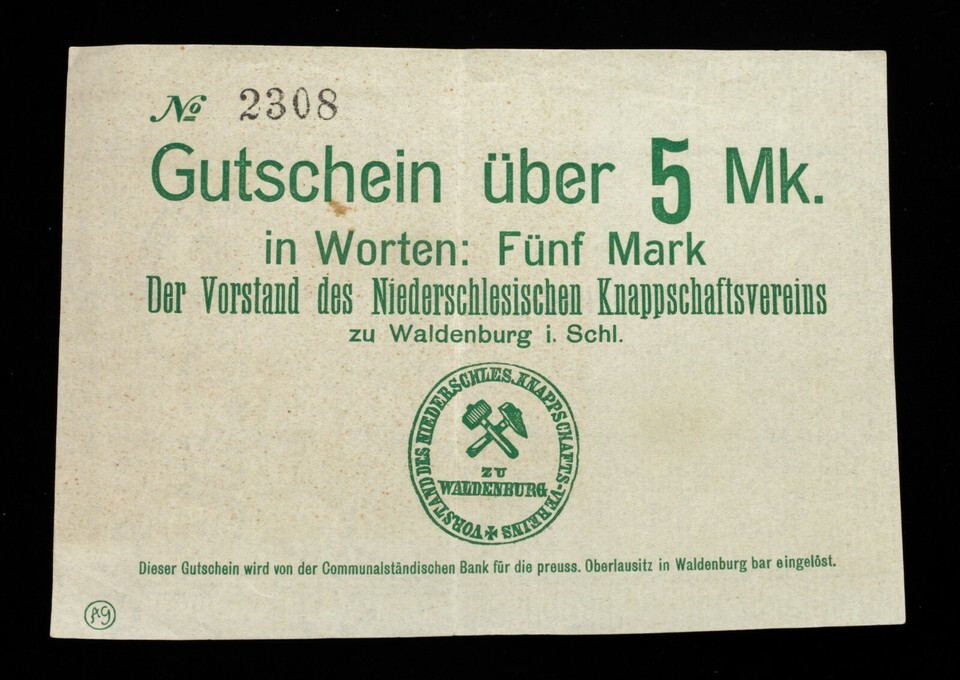 № 2308
Gutschein über 5 Mk.
in Worten: Fünf Mark
Der Vorstand des Niederschlesischen Knappschaftsvereins
zu Waldenburg i. Schl.
VORSTAND DES NIEDERSCHLES. KNAPPSCHAFTS-VEREINS
ZU
WALDENBURG
Dieser Gutschein wird von der Communalständischen Bank für die preuss. Oberlausitz in Waldenburg bar eingelöst.
AG